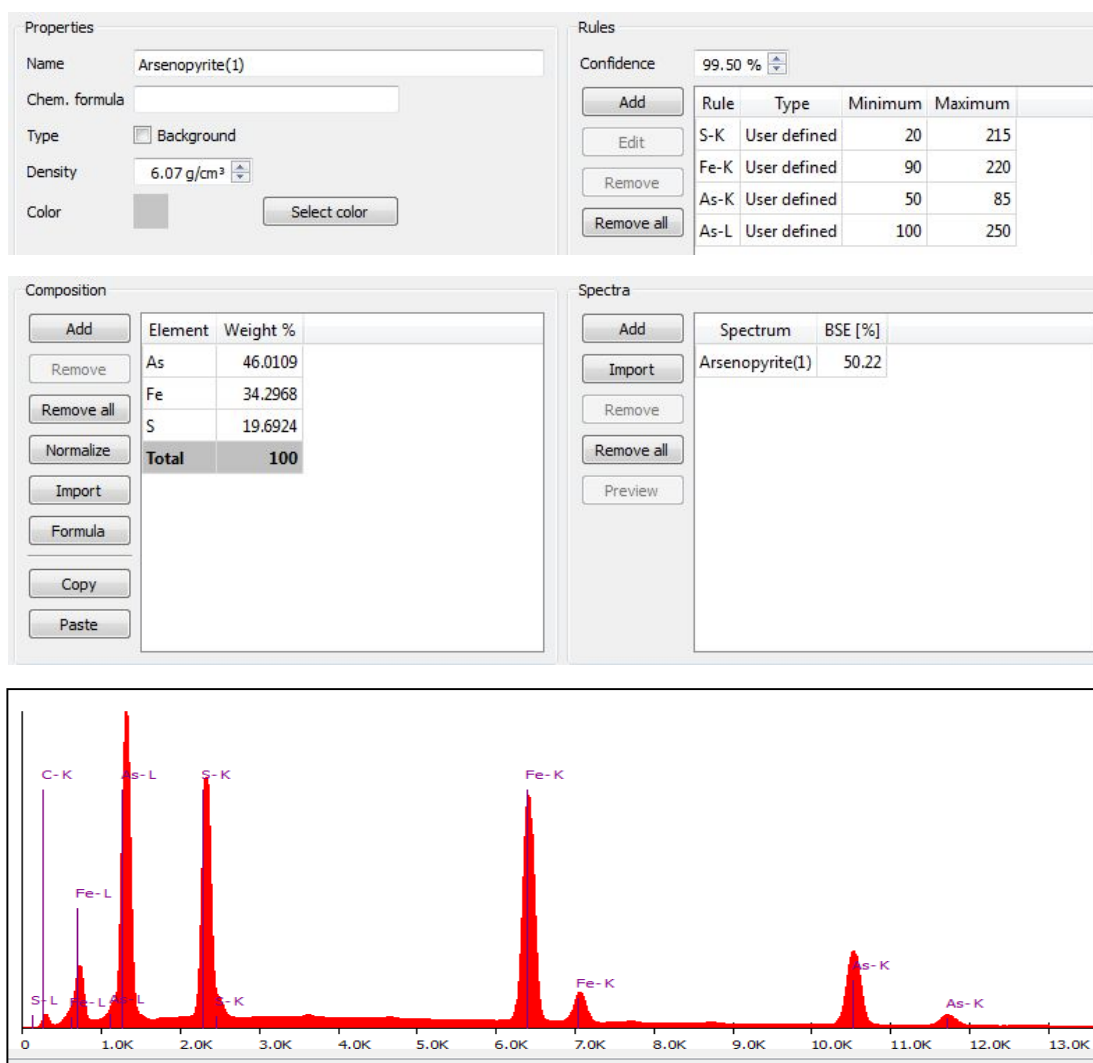 Properties
Name Arsenopyrite(1)
Chem. formula
Type Background
Density 6.07 g/cm³
Color Select color
Rules
Confidence 99.50 %
Add
Edit
Remove
Remove all
Rule Type Minimum Maximum
S-K User defined 20 215
Fe-K User defined 90 220
As-K User defined 50 85
As-L User defined 100 250
Composition
Add
Remove
Remove all
Normalize
Import
Formula
Copy
Paste
Element Weight %
As 46.0109
Fe 34.2968
S 19.6924
Total 100
Spectra
Add
Import
Remove
Remove all
Preview
Spectrum BSE [%]
Arsenopyrite(1) 50.22
C-K As-L S-K Fe-K
Fe-L
Fe-K
As-K
S-L Fe-L As-L S-K As-K
0 1.0K 2.0K 3.0K 4.0K 5.0K 6.0K 7.0K 8.0K 9.0K 10.0K 11.0K 12.0K 13.0K